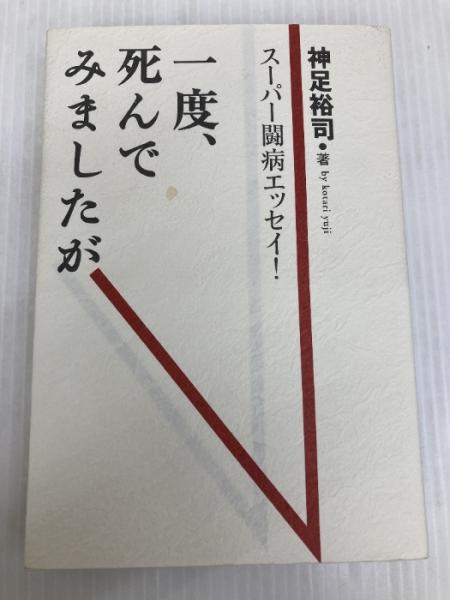 神足裕司●著
by kotari yuji
スーパー闘病エッセイ!
一度、
死んで
みましたが